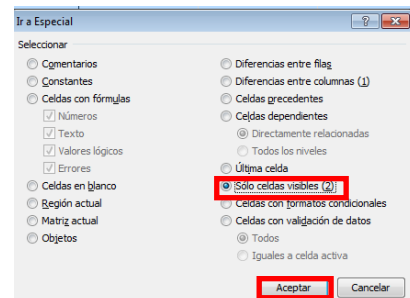 Ir a Especial
Seleccionar
Comentarios
Constantes
Celdas con fórmulas
Números
Texto
Valores lógicos
Errores
Celdas en blanco
Región actual
Matriz actual
Objetos
Diferencias entre filas
Diferencias entre columnas (1)
Celdas precedentes
Celdas dependientes
Directamente relacionadas
Todos los niveles
Última celda
Sólo celdas visibles (2)
Celdas con formatos condicionales
Celdas con validación de datos
Todos
Iguales a celda activa
Aceptar
Cancelar